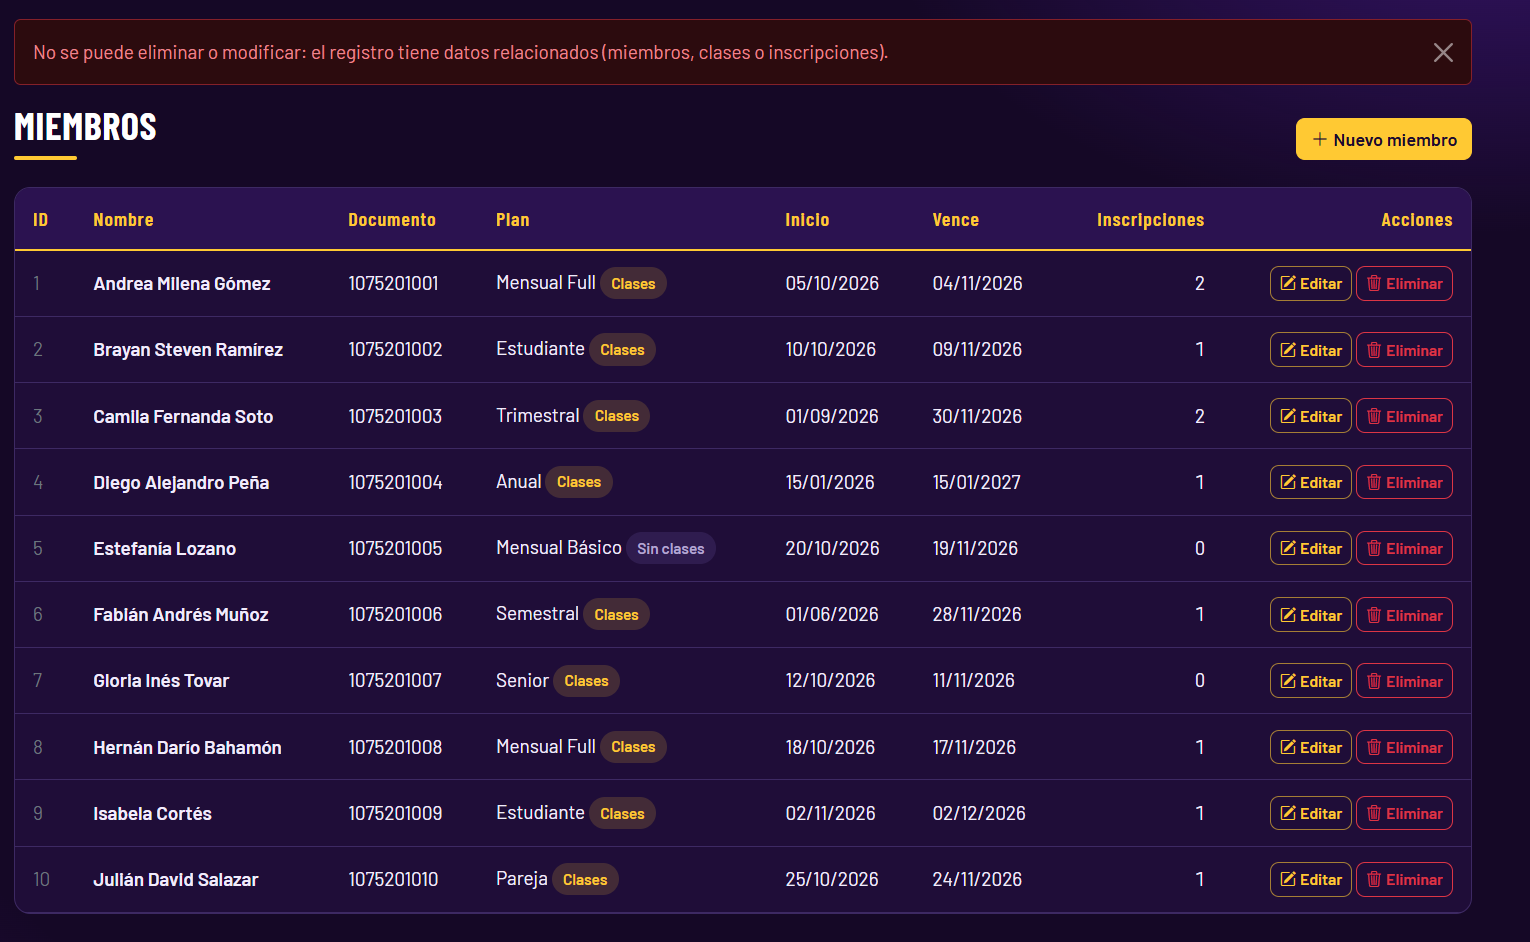 No se puede eliminar o modificar: el registro tiene datos relacionados (miembros, clases o inscripciones).
MIEMBROS
+ Nuevo miembro
ID Nombre Documento Plan Inicio Vence Inscripciones Acciones
1 Andrea Milena Gómez 1075201001 Mensual Full Clases 05/10/2026 04/11/2026 2 Editar Eliminar
2 Brayan Steven Ramírez 1075201002 Estudiante Clases 10/10/2026 09/11/2026 1 Editar Eliminar
3 Camila Fernanda Soto 1075201003 Trimestral Clases 01/09/2026 30/11/2026 2 Editar Eliminar
4 Diego Alejandro Peña 1075201004 Anual Clases 15/01/2026 15/01/2027 1 Editar Eliminar
5 Estefanía Lozano 1075201005 Mensual Básico Sin clases 20/10/2026 19/11/2026 0 Editar Eliminar
6 Fabián Andrés Muñoz 1075201006 Semestral Clases 01/06/2026 28/11/2026 1 Editar Eliminar
7 Gloria Inés Tovar 1075201007 Senior Clases 12/10/2026 11/11/2026 0 Editar Eliminar
8 Hernán Darío Bahamón 1075201008 Mensual Full Clases 18/10/2026 17/11/2026 1 Editar Eliminar
9 Isabela Cortés 1075201009 Estudiante Clases 02/11/2026 02/12/2026 1 Editar Eliminar
10 Julián David Salazar 1075201010 Pareja Clases 25/10/2026 24/11/2026 1 Editar Eliminar